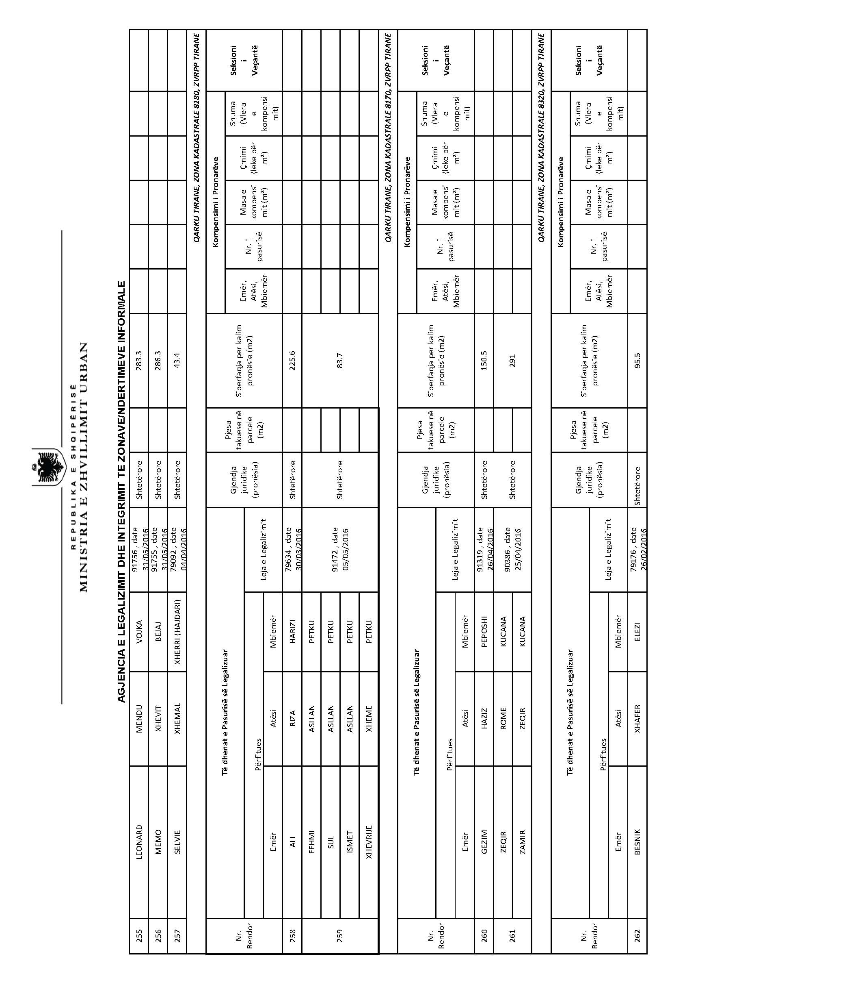 REPUBLIKA E SHQIPËRISË
MINISTRIA E ZHVILLIMIT URBAN
AGJENCIA E LEGALIZIMIT DHE INTEGRIMIT TE ZONAVE/NDERTIMEVE INFORMALE
255 LEONARD MENDU VOJKA 91756 , date 31/05/2016 Shtetërore 283.3
256 MEMO XHEVIT BEJAJ 91755 , date 31/05/2016 Shtetërore 286.3
257 SELVIE XHEMAL XHERRI (HAJDARI) 79092 , date 04/04/2016 Shtetërore 43.4
QARKU TIRANE, ZONA KADASTRALE 8180, ZVRPP TIRANE
Nr. Rendor Të dhenat e Pasurisë së Legalizuar Gjendja juridike (pronësia) Pjesa takuese në parcele (m2) Siperfaqja per kalim pronësie (m2) Kompensimi i Pronarëve Seksioni i Veçantë
Përfitues Leja e Legalizimit Emër, Atësi, Mbiemër Nr. i pasurisë Masa e kompensi mit (m²) Çmimi (leke për m²) Shuma (Vlera e kompensi mit)
Emër Atësi Mbiemër
258 ALI RIZA HARIZI 79634 , date 30/03/2016 Shtetërore 225.6
259 FEHMI ASLLAN PETKU 91472 , date 05/05/2016 Shtetërore 83.7
SUL ASLLAN PETKU
ISMET ASLLAN PETKU
XHEVRIJE XHEME PETKU
QARKU TIRANE, ZONA KADASTRALE 8170, ZVRPP TIRANE
Nr. Rendor Të dhenat e Pasurisë së Legalizuar Gjendja juridike (pronësia) Pjesa takuese në parcele (m2) Siperfaqja per kalim pronësie (m2) Kompensimi i Pronarëve Seksioni i Veçantë
Përfitues Leja e Legalizimit Emër, Atësi, Mbiemër Nr. i pasurisë Masa e kompensi mit (m²) Çmimi (leke për m²) Shuma (Vlera e kompensi mit)
Emër Atësi Mbiemër
260 GEZIM HAZIZ PEPOSHI 91319 , date 26/04/2016 Shtetërore 150.5
261 ZEQIR ROME KUCANA 90386 , date 25/04/2016 Shtetërore 291
ZAMIR ZEQIR KUCANA
QARKU TIRANE, ZONA KADASTRALE 8320, ZVRPP TIRANE
Nr. Rendor Të dhenat e Pasurisë së Legalizuar Gjendja juridike (pronësia) Pjesa takuese në parcele (m2) Siperfaqja per kalim pronësie (m2) Kompensimi i Pronarëve Seksioni i Veçantë
Përfitues Leja e Legalizimit Emër, Atësi, Mbiemër Nr. i pasurisë Masa e kompensi mit (m²) Çmimi (leke për m²) Shuma (Vlera e kompensi mit)
Emër Atësi Mbiemër
262 BESNIK XHAFER ELEZI 79176 , date 26/02/2016 Shtetërore 95.5